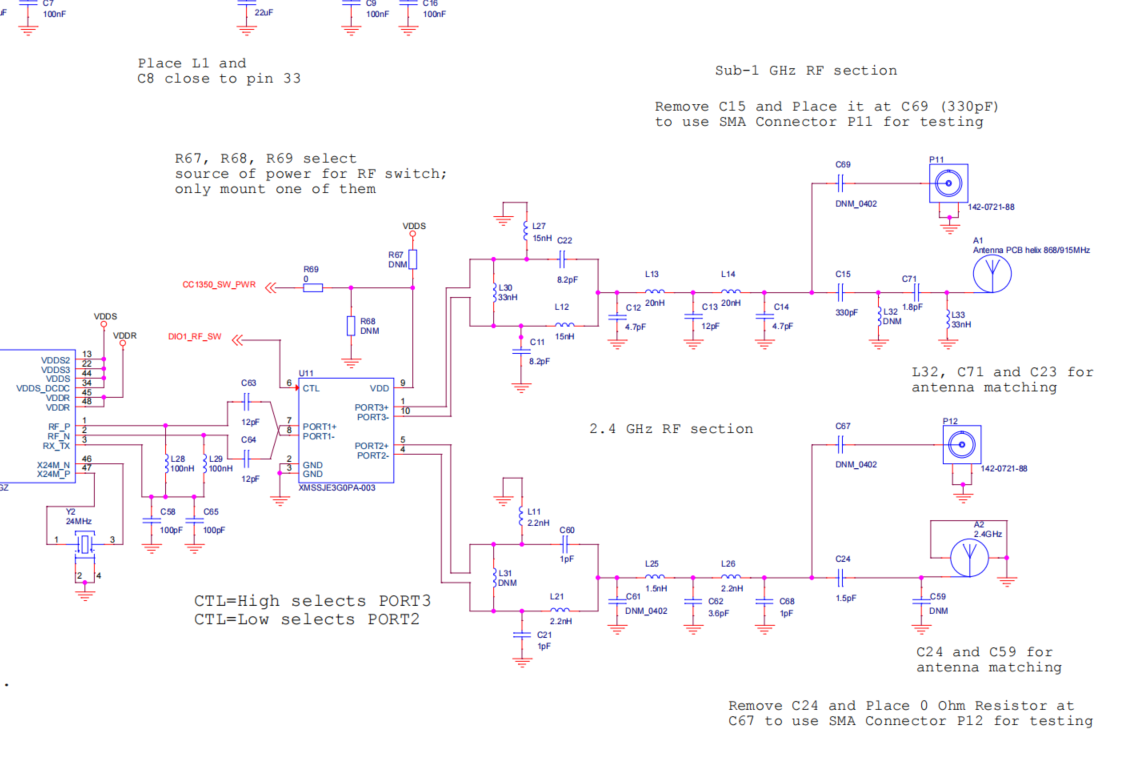 C7
C9
C16
uF
100nF
22uF
100nF
100nF
Place L1 and
C8 close to pin 33
Sub-1 GHz RF section
Remove C15 and Place it at C69 (330pF)
to use SMA Connector P11 for testing
R67, R68, R69 select
source of power for RF switch;
only mount one of them
C69
DNM_0402
P11
142-0721-88
A1
Antenna PCB helix 868/915MHz
VDDS
R67
DNM
R69
0
CC1350_SW_PWR
R68
DNM
DIO1_RF_SW
L27
15nH
C22
8.2pF
L30
33nH
L12
15nH
C11
8.2pF
L13
20nH
L14
20nH
C12
4.7pF
C13
12pF
C14
4.7pF
C15
330pF
C71
1.8pF
L32
DNM
L33
33nH
L32, C71 and C23 for
antenna matching
VDDS
VDDR
VDDS2 13
VDDS3 22
VDDS 44
VDDS_DCDC 34
VDDR 45
VDDR 48
RF_P 1
RF_N 2
RX_TX 3
X24M_N 46
X24M_P 47
GZ
C63
12pF
C64
12pF
L28
100nH
L29
100nH
C58
100pF
C65
100pF
Y2
24MHz
1
3
2
4
U11
6 CTL
VDD 9
PORT3+ 1
PORT3- 10
7 PORT1+
8 PORT1-
PORT2+ 5
PORT2- 4
2 GND
3 GND
XMSSJE3G0PA-003
CTL=High selects PORT3
CTL=Low selects PORT2
2.4 GHz RF section
C67
DNM_0402
P12
142-0721-88
L11
2.2nH
C60
1pF
L31
DNM
L21
2.2nH
C21
1pF
L25
1.5nH
L26
2.2nH
C61
DNM_0402
C62
3.6pF
C68
1pF
C24
1.5pF
A2
2.4GHz
C59
DNM
C24 and C59 for
antenna matching
.
Remove C24 and Place 0 Ohm Resistor at
C67 to use SMA Connector P12 for testing